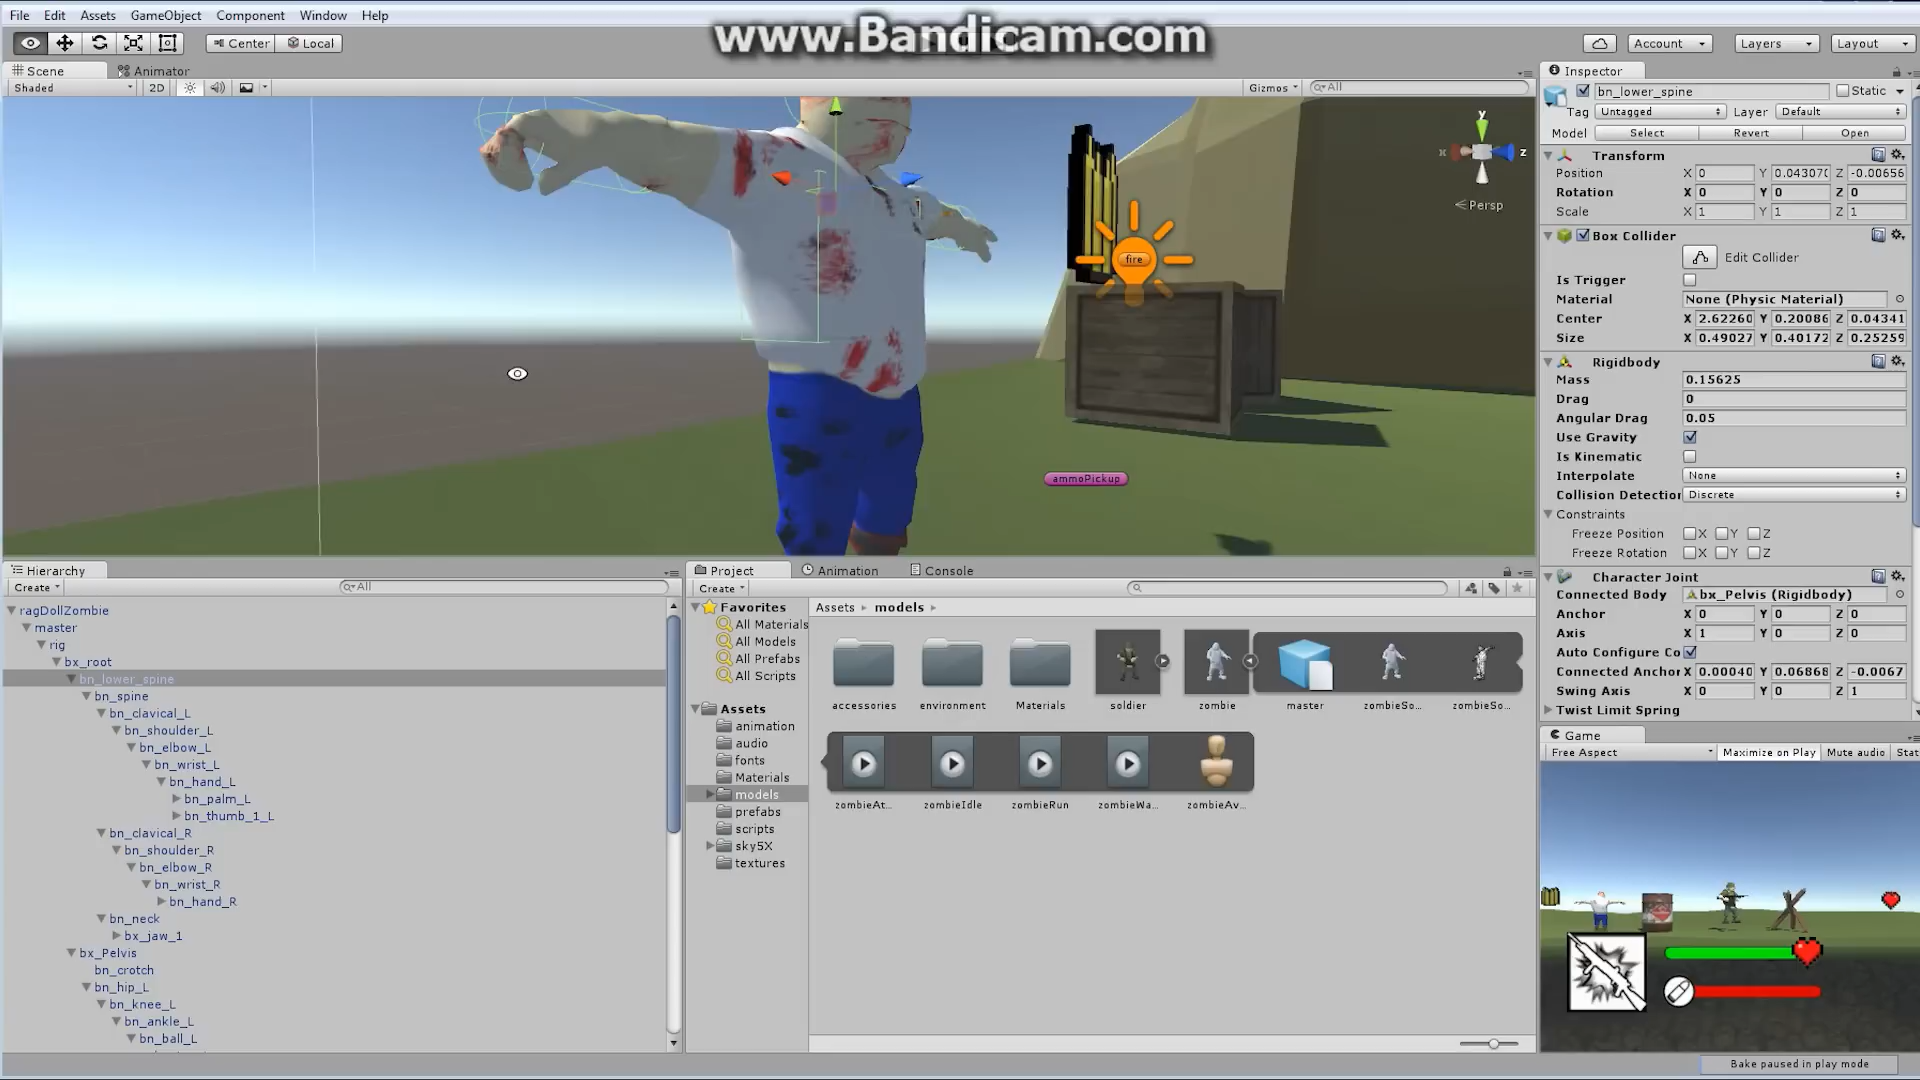 File Edit Assets GameObject Component Window Help
www.Bandicam.com
Center Local
Account Layers Layout
Scene Animator
Shaded 2D Gizmos All
fire
ammoPickup
y
x z
Persp
Inspector
bn_lower_spine Static
Tag Untagged Layer Default
Model Select Revert Open
Transform
Position X 0 Y 0.04307( Z -0.00656
Rotation X 0 Y 0 Z 0
Scale X 1 Y 1 Z 1
Box Collider
Edit Collider
Is Trigger
Material None (Physic Material)
Center X 2.62260 Y 0.20086 Z 0.04341
Size X 0.49027 Y 0.40172 Z 0.25259
Rigidbody
Mass 0.15625
Drag 0
Angular Drag 0.05
Use Gravity
Is Kinematic
Interpolate None
Collision Detection Discrete
Constraints
Freeze Position X Y Z
Freeze Rotation X Y Z
Character Joint
Connected Body bx_Pelvis (Rigidbody)
Anchor X 0 Y 0 Z 0
Axis X 1 Y 0 Z 0
Auto Configure Co
Connected Anchor X 0.00040 Y 0.06868 Z -0.0067
Swing Axis X 0 Y 0 Z 1
Twist Limit Spring
Hierarchy
Create All
ragDollZombie
master
rig
bx_root
bn_lower_spine
bn_spine
bn_clavical_L
bn_shoulder_L
bn_elbow_L
bn_wrist_L
bn_hand_L
bn_palm_L
bn_thumb_1_L
bn_clavical_R
bn_shoulder_R
bn_elbow_R
bn_wrist_R
bn_hand_R
bn_neck
bx_jaw_1
bx_Pelvis
bn_crotch
bn_hip_L
bn_knee_L
bn_ankle_L
bn_ball_L
Project Animation Console
Create
Favorites
All Materials
All Models
All Prefabs
All Scripts
Assets
animation
audio
fonts
Materials
models
prefabs
scripts
sky5X
textures
Assets models
accessories environment Materials soldier zombie master zombieSo... zombieSo...
zombieAt... zombieIdle zombieRun zombieWa... zombieAv...
Game
Free Aspect Maximize on Play Mute audio Stat
Bake paused in play mode